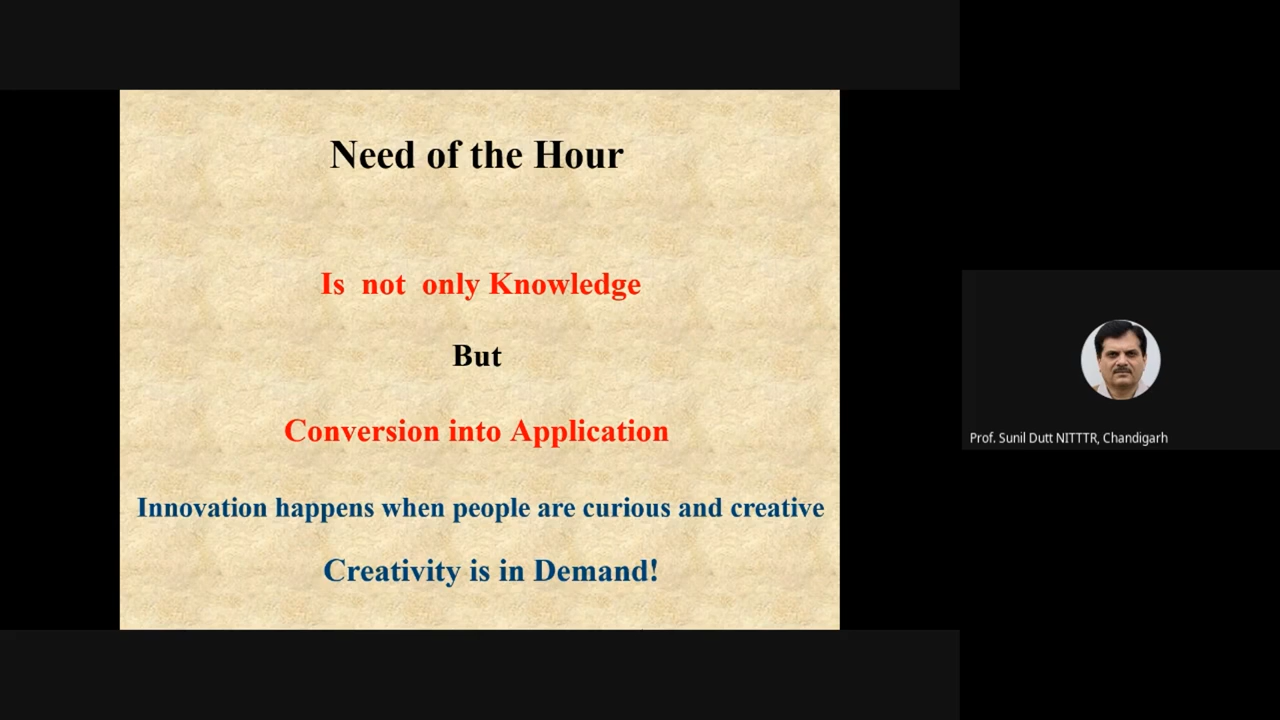 Need of the Hour
Is not only Knowledge
But
Conversion into Application
Innovation happens when people are curious and creative
Creativity is in Demand!
Prof. Sunil Dutt NITTTR, Chandigarh